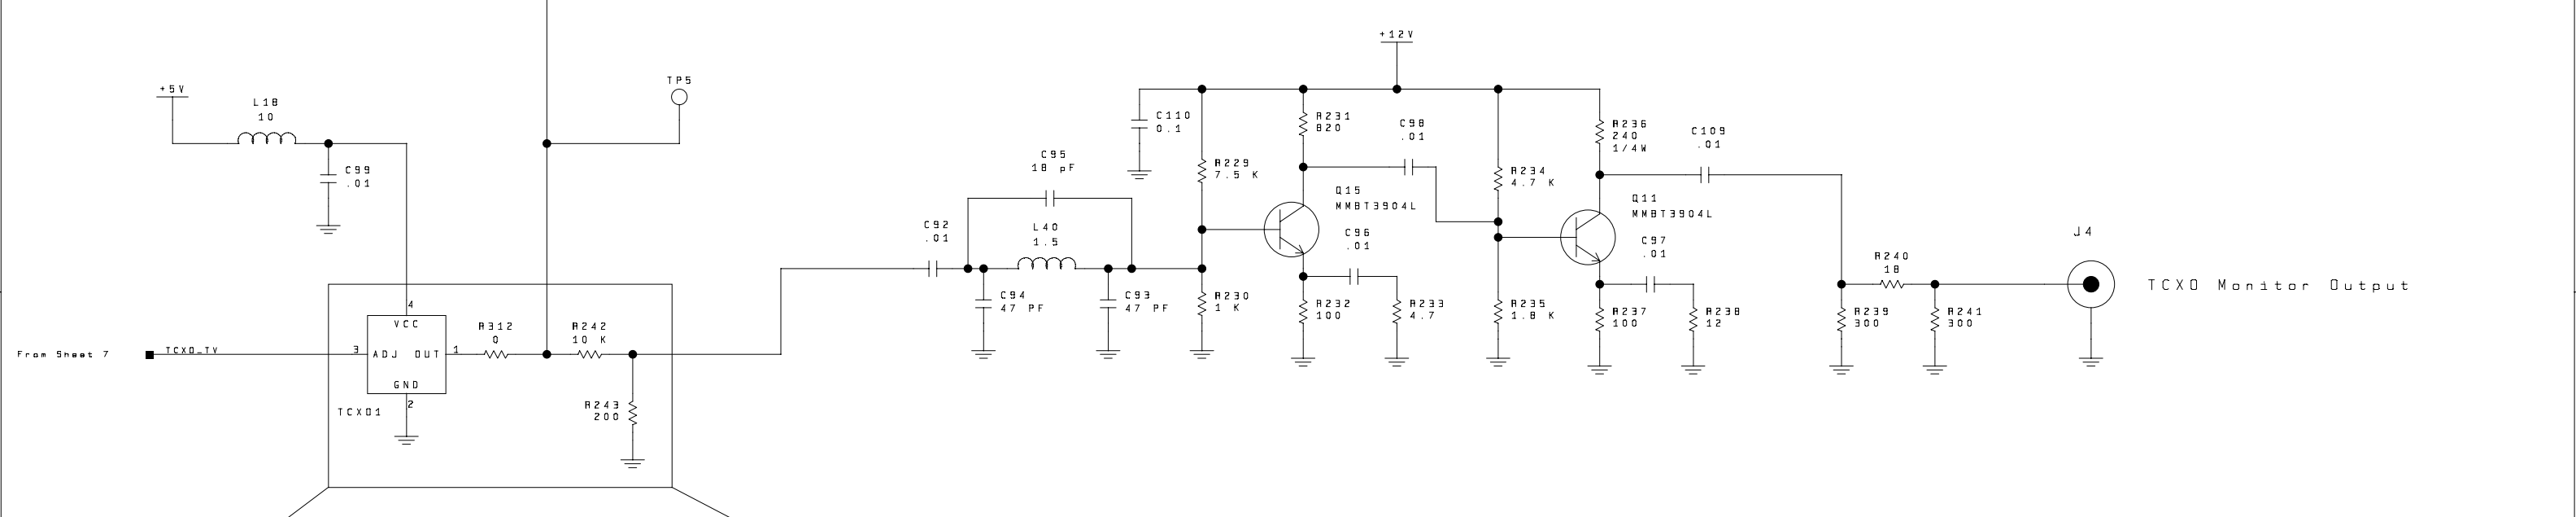 +5V
L18
10
C99
.01
TP5
From Sheet 7
TCXO_TV
4
VCC
3
ADJ OUT
1
GND
2
TCXO1
R312
0
R242
10 K
R243
200
C92
.01
C95
18 pF
L40
1.5
C94
47 PF
C93
47 PF
C110
0.1
R229
7.5 K
R230
1 K
+12V
R231
820
Q15
MMBT3904L
C98
.01
C96
.01
R232
100
R233
4.7
R234
4.7 K
R235
1.8 K
R236
240
1/4W
Q11
MMBT3904L
C109
.01
C97
.01
R237
100
R238
12
R239
300
R240
18
R241
300
J4
TCXO Monitor Output